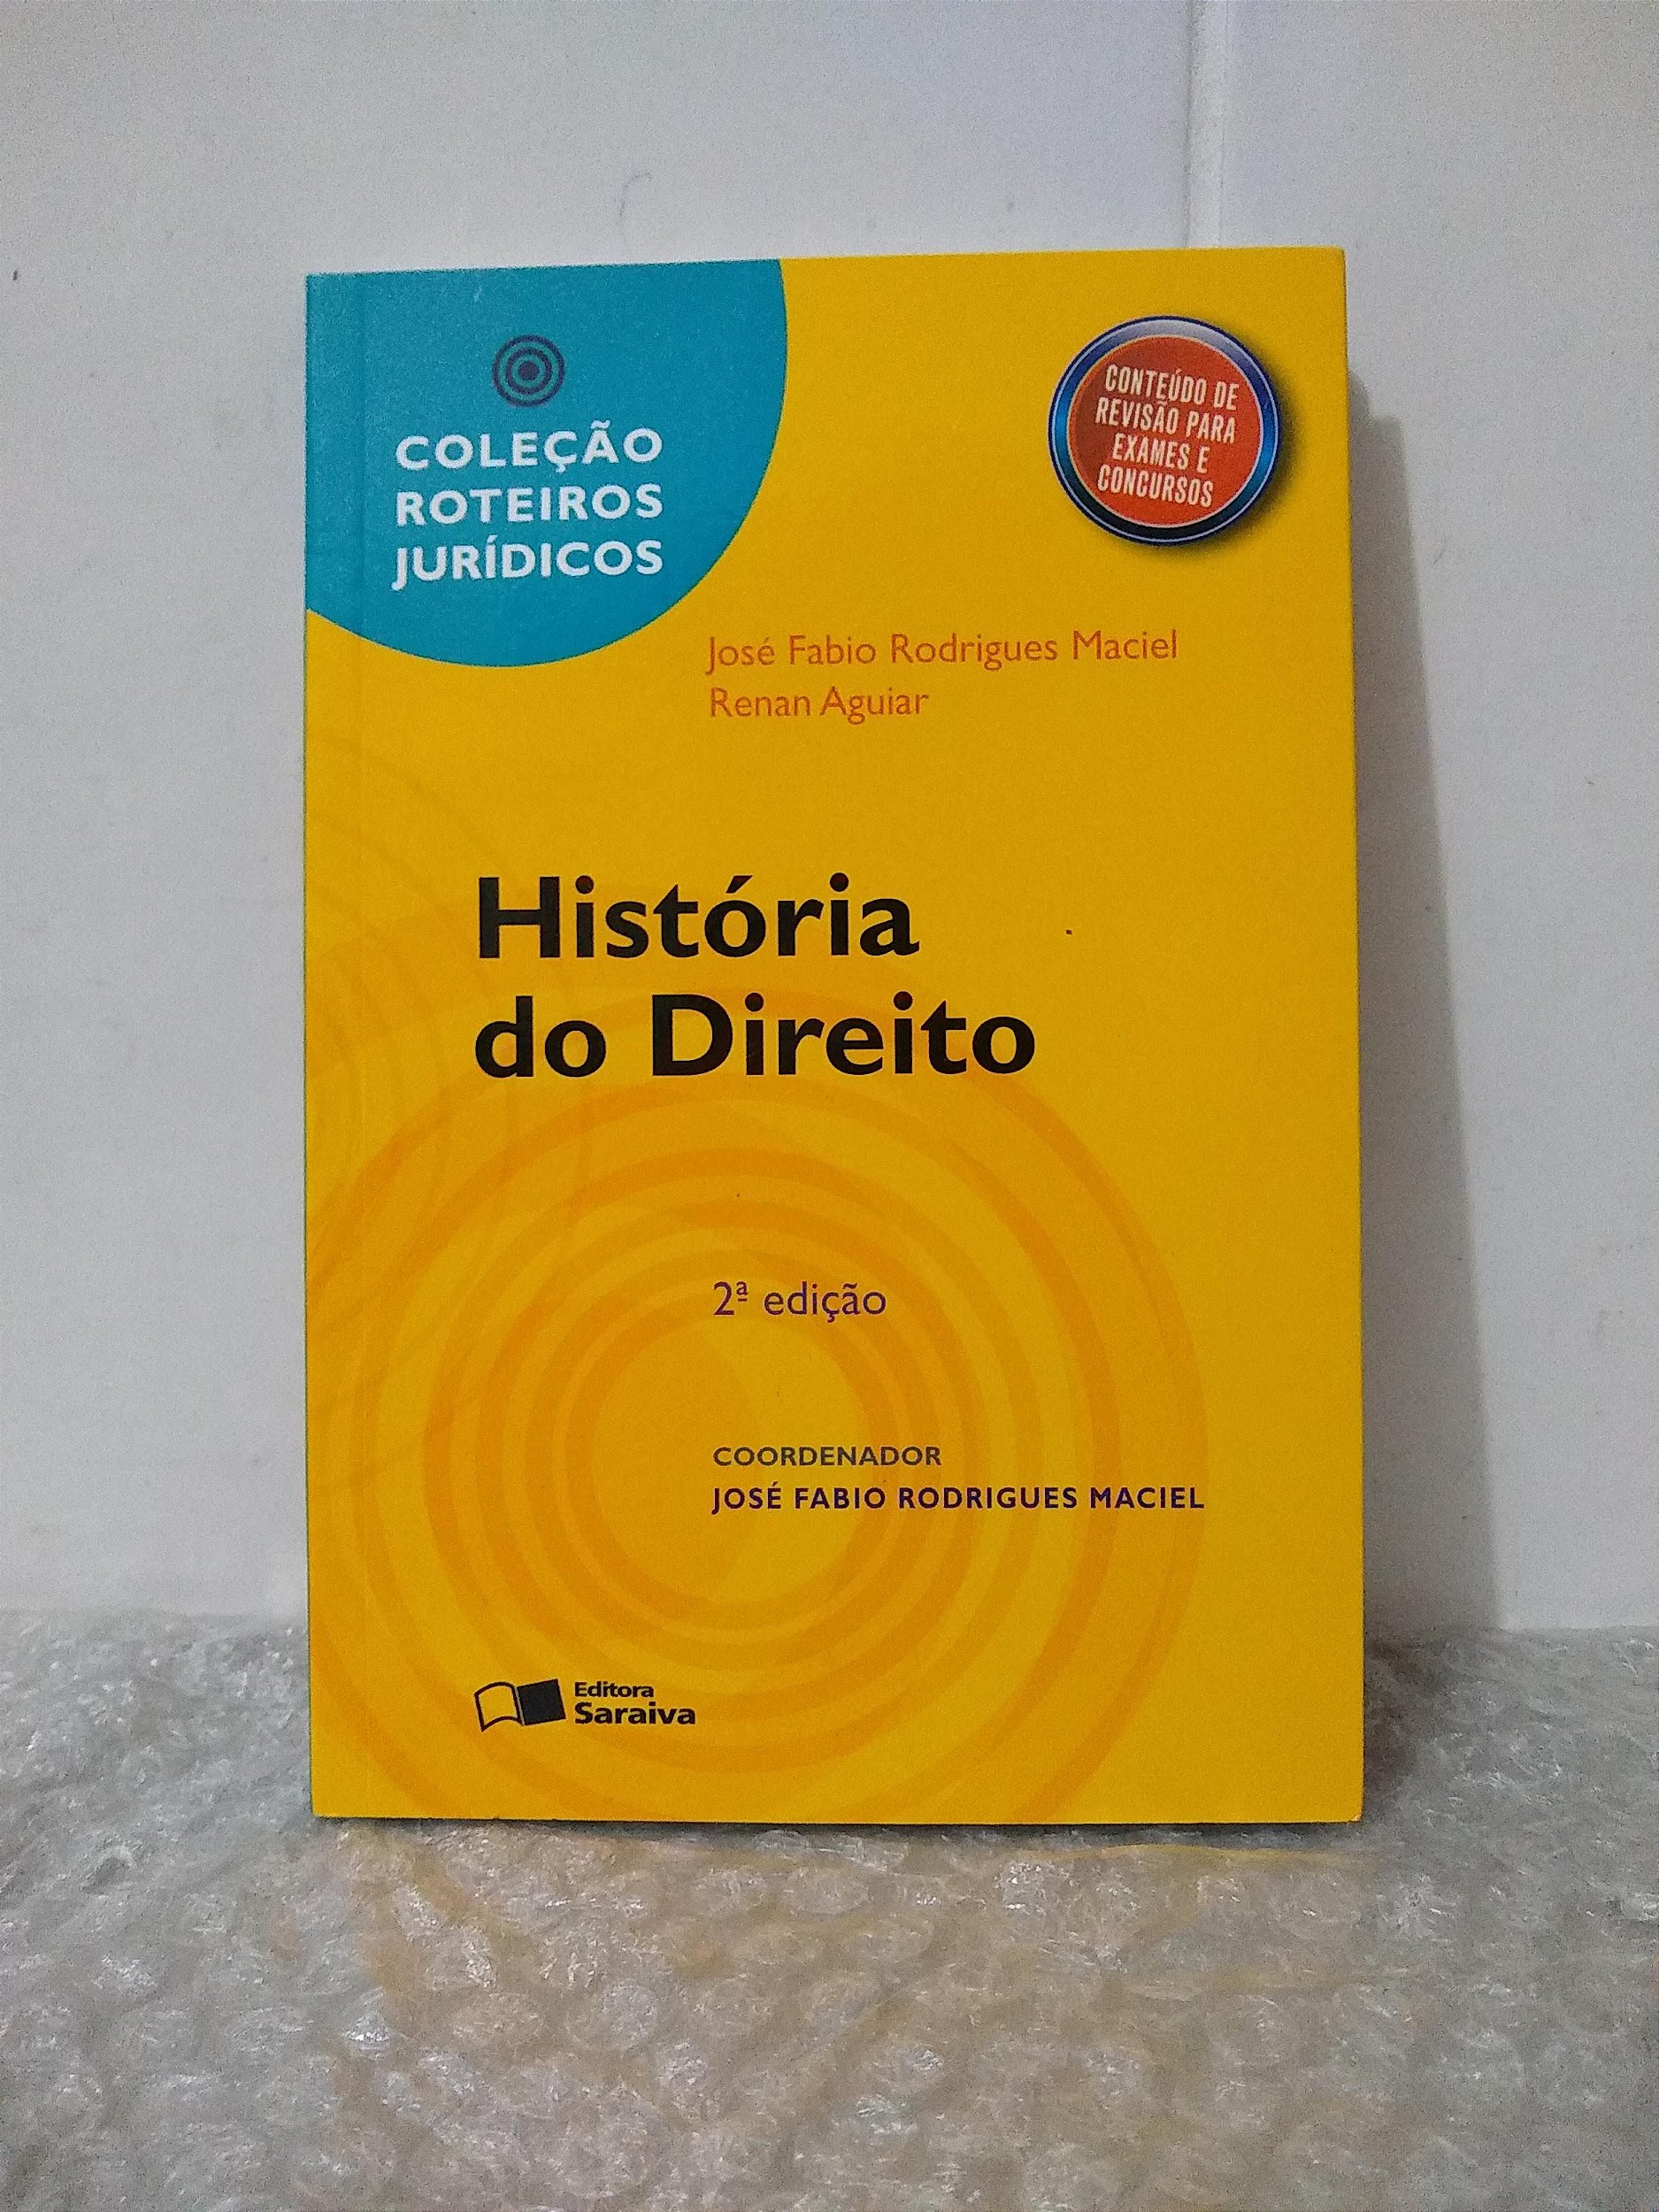 COLEÇÃO
ROTEIROS
JURÍDICOS
CONTEÚDO DE
REVISÃO PARA
EXAMES E
CONCURSOS
José Fabio Rodrigues Maciel
Renan Aguiar
História
do Direito
2ª edição
COORDENADOR
JOSÉ FABIO RODRIGUES MACIEL
Editora
Saraiva